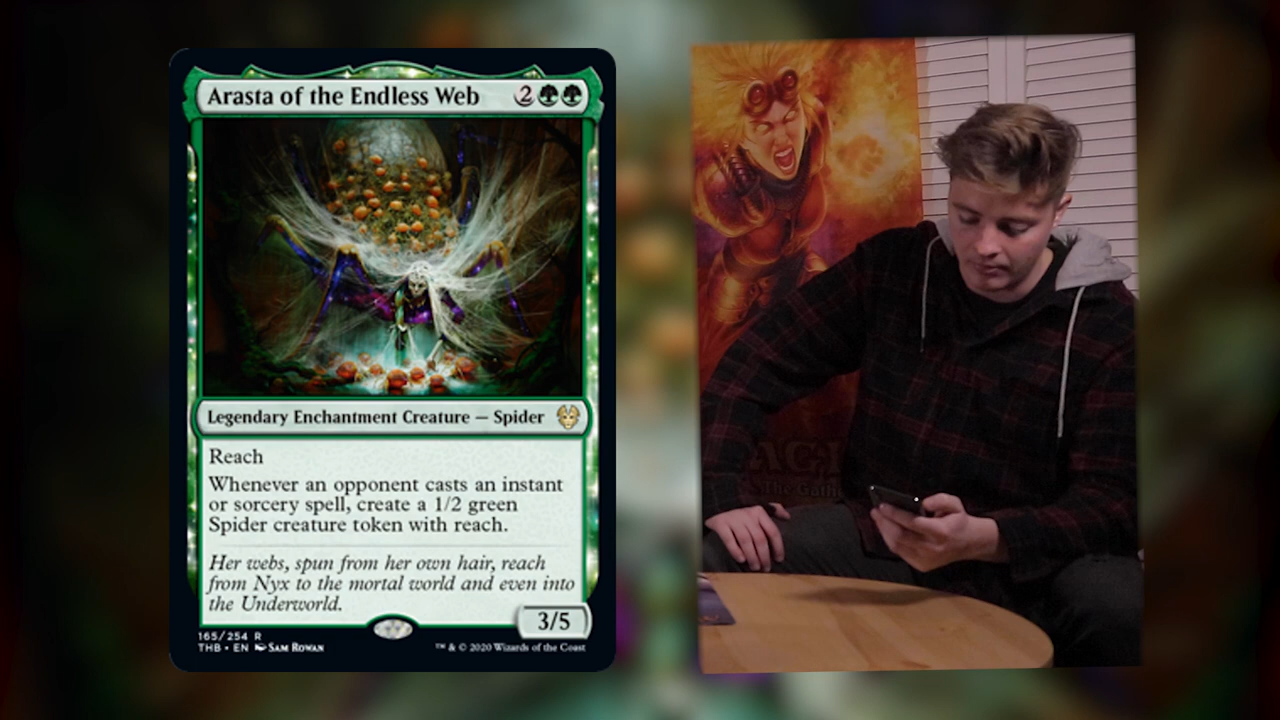 Arasta of the Endless Web 2
Legendary Enchantment Creature — Spider
Reach
Whenever an opponent casts an instant
or sorcery spell, create a 1/2 green
Spider creature token with reach.
Her webs, spun from her own hair, reach
from Nyx to the mortal world and even into
the Underworld.
3/5
165/254 R
THB • EN SAM ROWAN
™ & © 2020 Wizards of the Coast